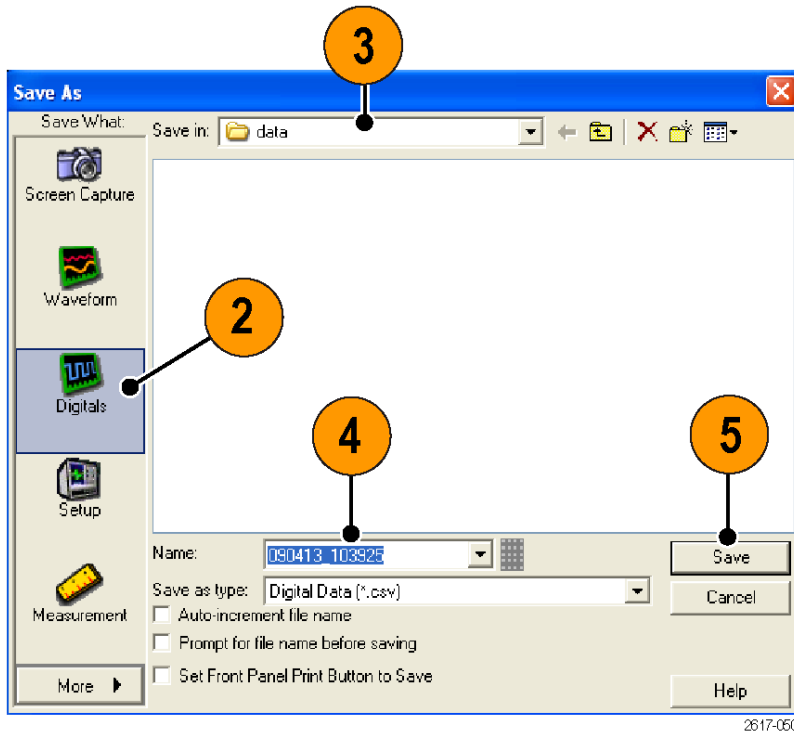 3
Save As
Save What:
Save in: data
Screen Capture
Waveform
2
Digitals
4
5
Setup
Name: 090413_103925
Save
Save as type: Digital Data (*.csv)
Cancel
Measurement
Auto-increment file name
Prompt for file name before saving
More
Set Front Panel Print Button to Save
Help
2617-050